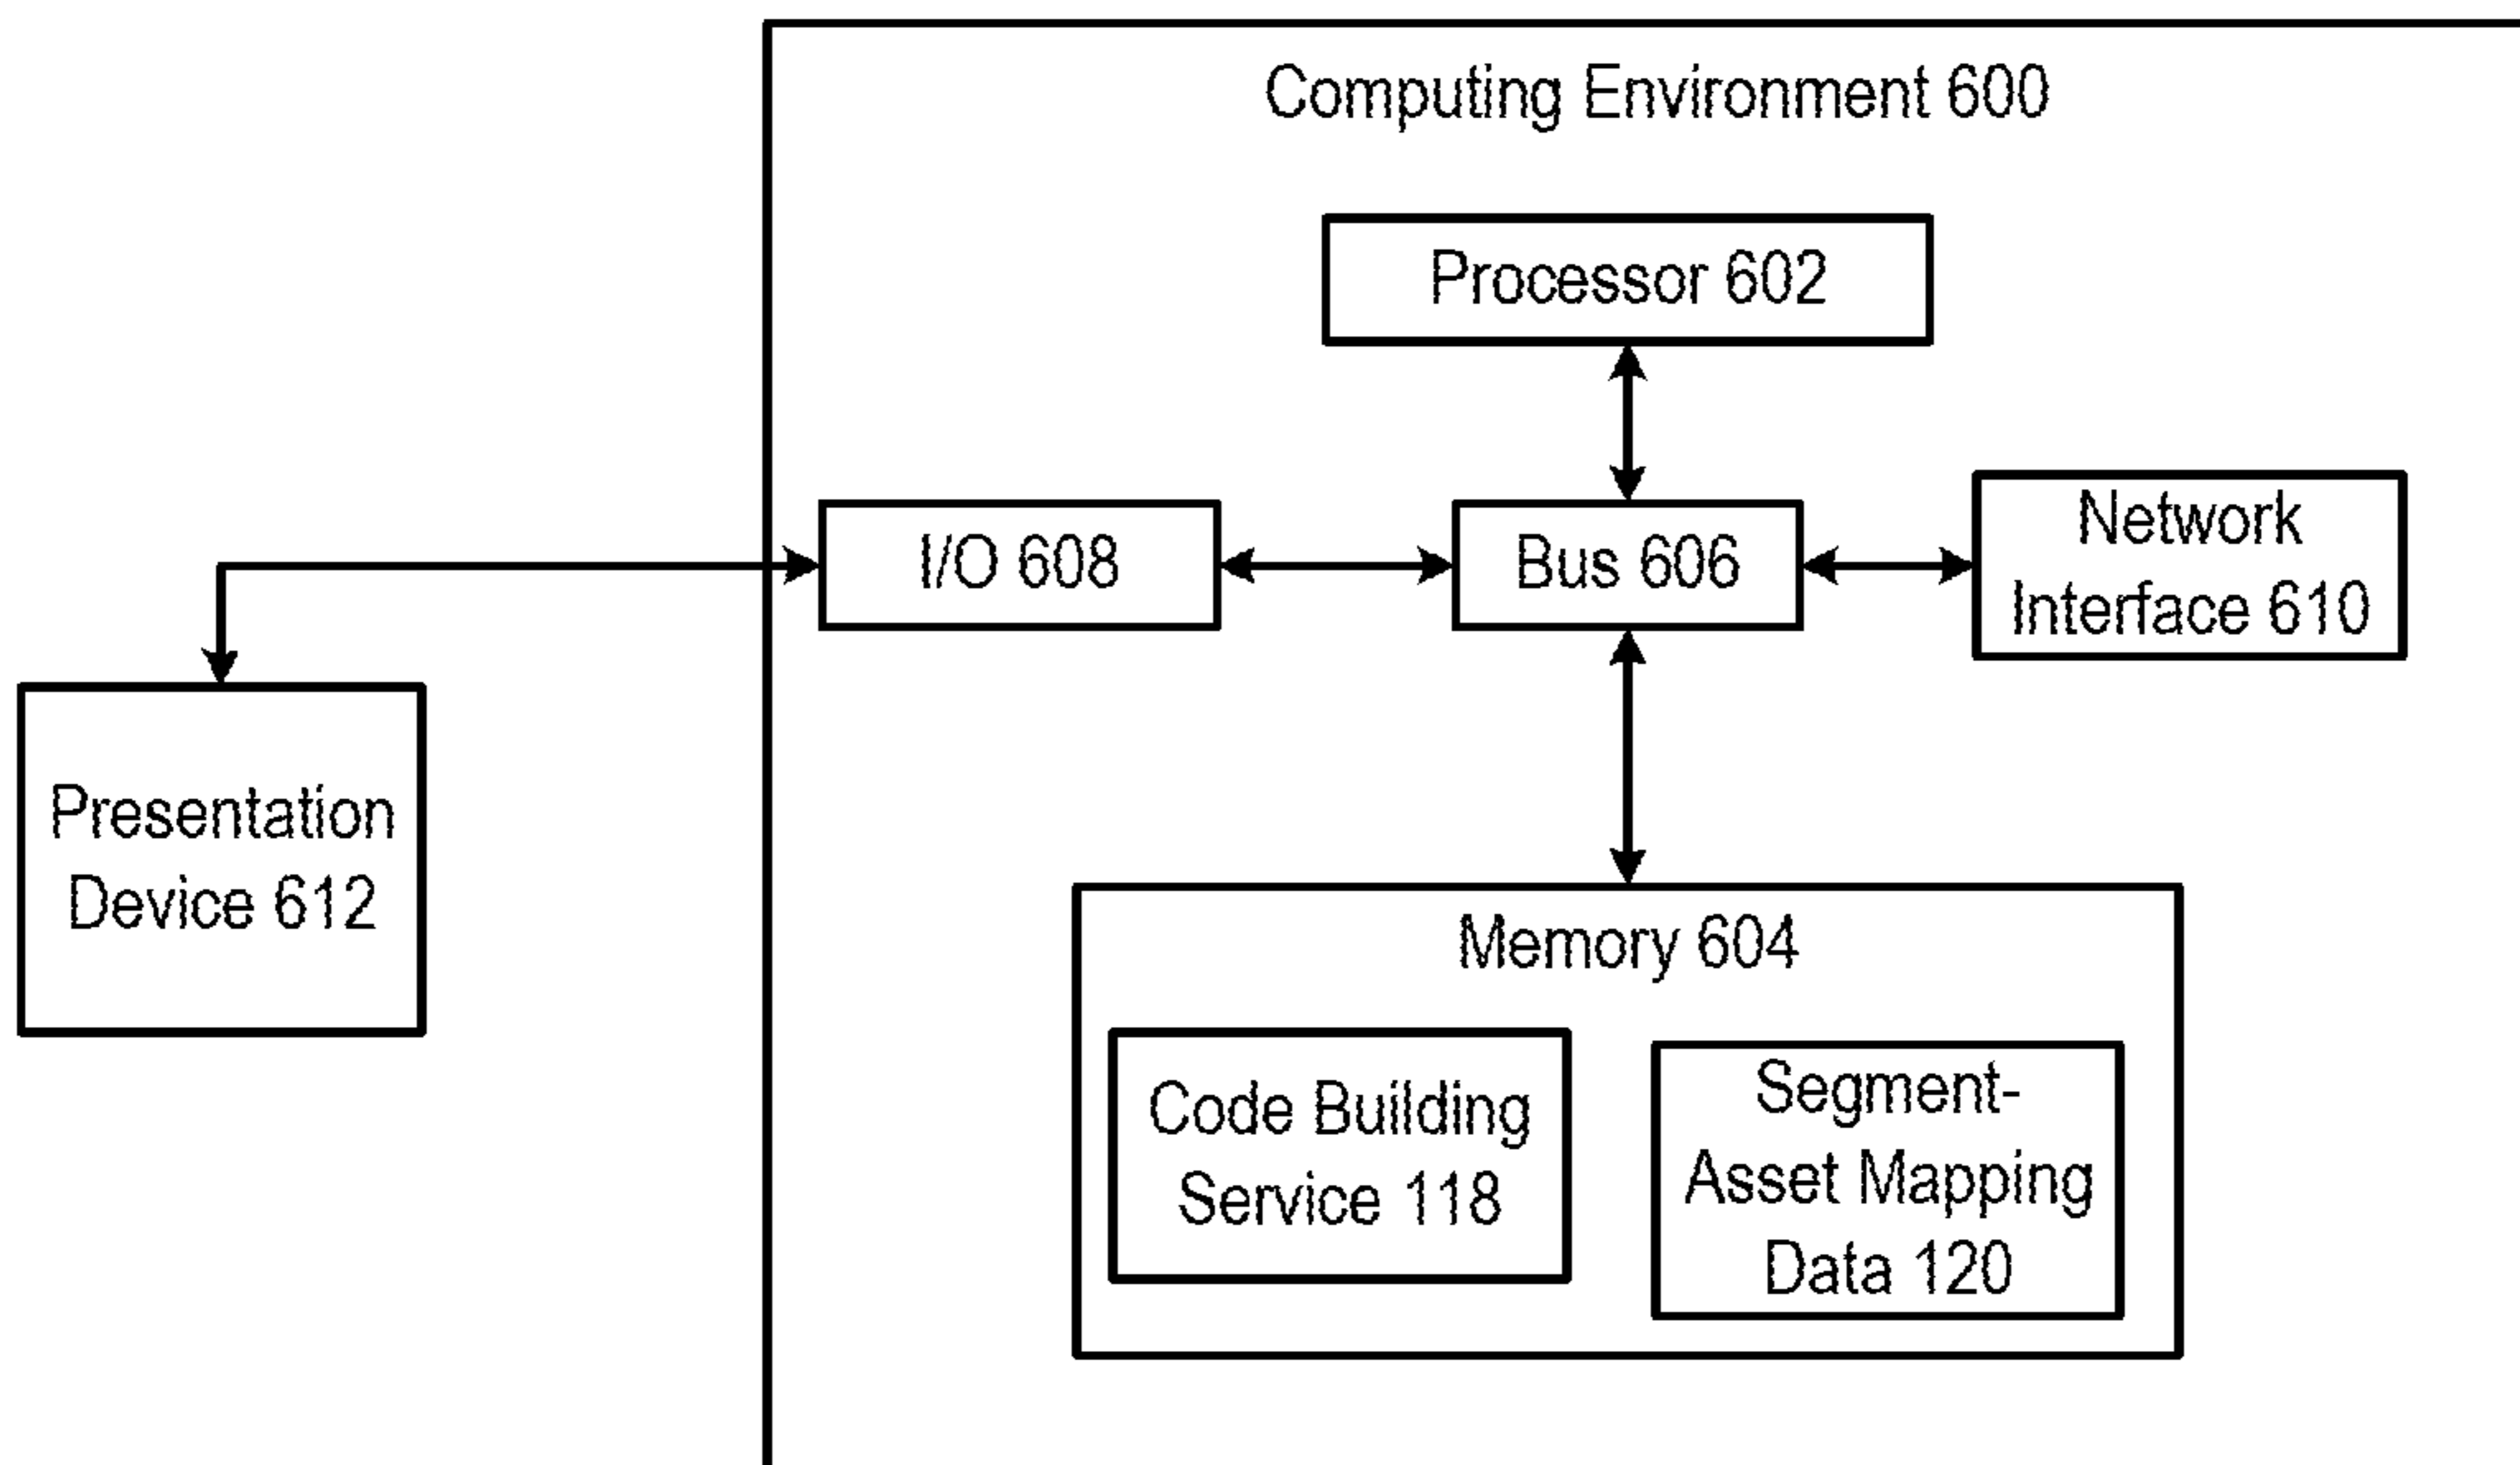 Computing Environment 600
Processor 602
I/O 608
Bus 606
Network
Interface 610
Presentation
Device 612
Memory 604
Code Building
Service 118
Segment-
Asset Mapping
Data 120